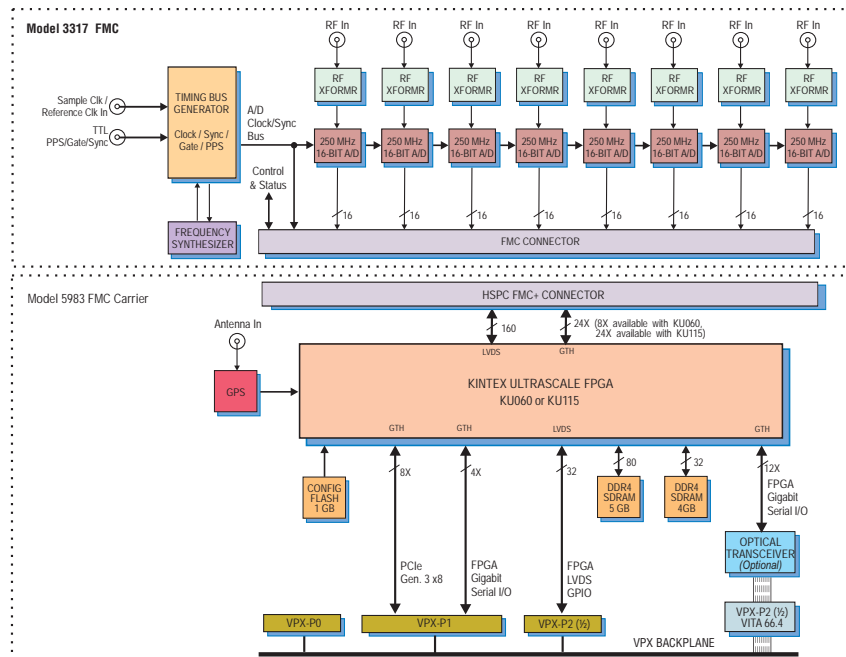 Model 3317 FMC
RF In
RF In
RF In
RF In
RF In
RF In
RF In
RF In
RF
XFORMR
RF
XFORMR
RF
XFORMR
RF
XFORMR
RF
XFORMR
RF
XFORMR
RF
XFORMR
RF
XFORMR
Sample Clk /
Reference Clk In
TTL
PPS/Gate/Sync
TIMING BUS
GENERATOR
Clock / Sync /
Gate / PPS
A/D
Clock/Sync
Bus
250 MHz
16-BIT A/D
250 MHz
16-BIT A/D
250 MHz
16-BIT A/D
250 MHz
16-BIT A/D
250 MHz
16-BIT A/D
250 MHz
16-BIT A/D
250 MHz
16-BIT A/D
250 MHz
16-BIT A/D
Control
& Status
16
16
16
16
16
16
16
16
FREQUENCY
SYNTHESIZER
FMC CONNECTOR
Model 5983 FMC Carrier
HSPC FMC+ CONNECTOR
160
24X (8X available with KU060,
24X available with KU115)
LVDS
GTH
Antenna In
GPS
KINTEX ULTRASCALE FPGA
KU060 or KU115
GTH
GTH
LVDS
GTH
8X
4X
32
80
32
12X
CONFIG
FLASH
1 GB
DDR4
SDRAM
5 GB
DDR4
SDRAM
4GB
FPGA
Gigabit
Serial I/O
OPTICAL
TRANSCEIVER
(Optional)
PCIe
Gen. 3 x8
FPGA
Gigabit
Serial I/O
FPGA
LVDS
GPIO
VPX-P0
VPX-P1
VPX-P2 (½)
VPX-P2 (½)
VITA 66.4
VPX BACKPLANE